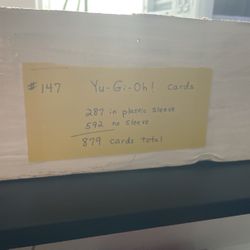 #147 Yu-Gi-Oh! cards
287 in plastic sleeve
592 no sleeve
879 cards total